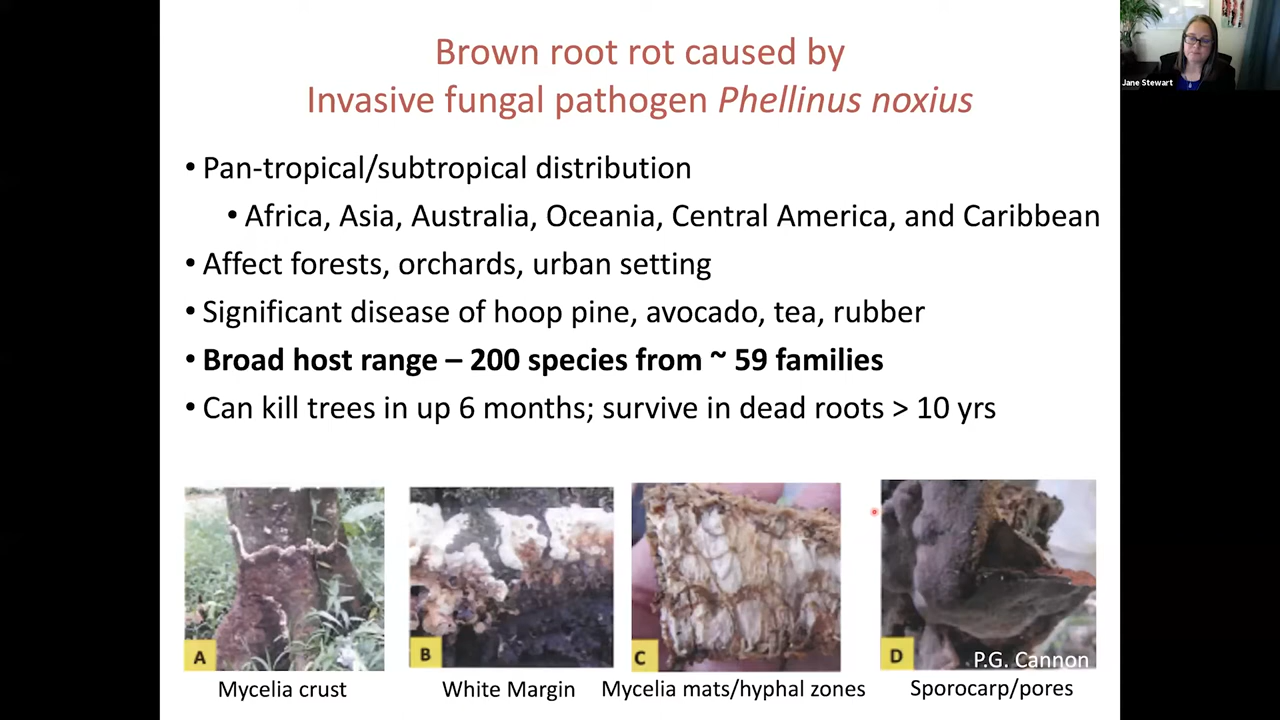 Brown root rot caused by
Invasive fungal pathogen Phellinus noxius
Jane Stewart
• Pan-tropical/subtropical distribution
• Africa, Asia, Australia, Oceania, Central America, and Caribbean
• Affect forests, orchards, urban setting
• Significant disease of hoop pine, avocado, tea, rubber
• Broad host range – 200 species from ~ 59 families
• Can kill trees in up 6 months; survive in dead roots > 10 yrs
A
B
C
D
P.G. Cannon
Mycelia crust
White Margin
Mycelia mats/hyphal zones
Sporocarp/pores